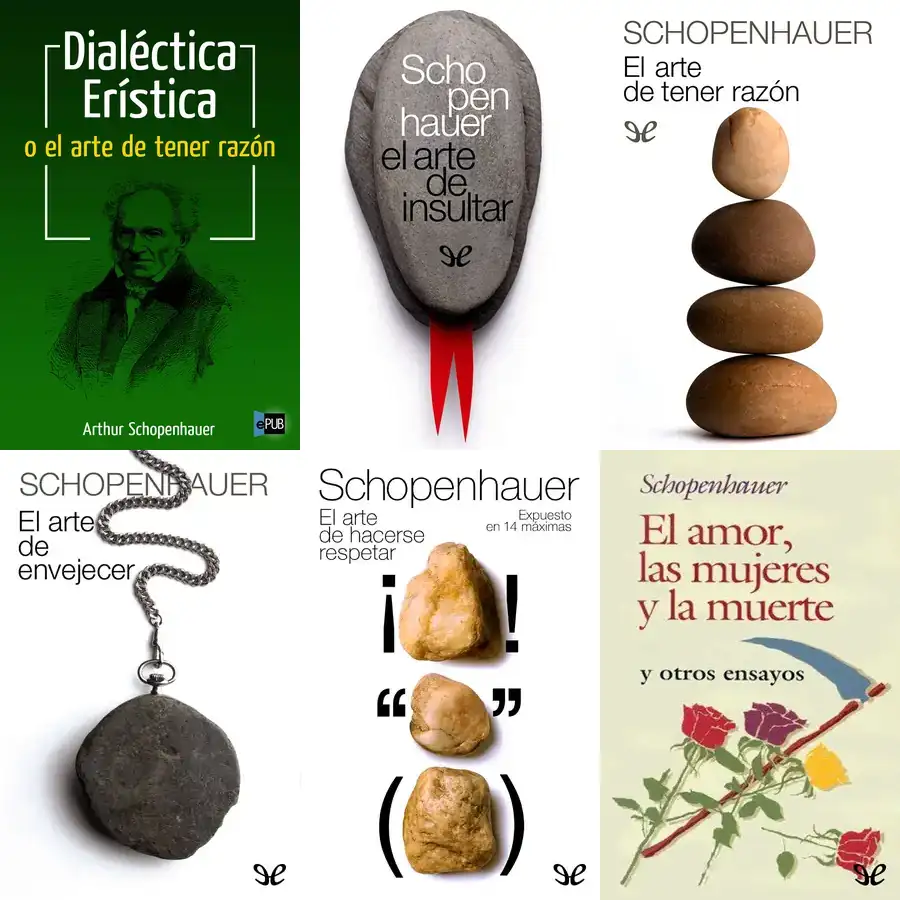 Dialéctica
Erística
o el arte de tener razón
Arthur Schopenhauer
ePUB
Scho
pen
hauer
el arte
de
insultar
SCHOPENHAUER
El arte
de tener razón
SCHOPENHAUER
El arte
de
envejecer
Schopenhauer
El arte
de hacerse
respetar
Expuesto
en 14 máximas
¡ !
“ ”
( )
Schopenhauer
El amor,
las mujeres
y la muerte
y otros ensayos